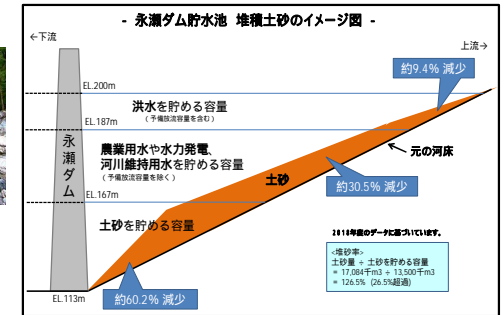 - 永瀬ダム貯水池 堆積土砂のイメージ図 -
←下流
上流→
約9.4% 減少
EL.200m
洪水を貯める容量
(予備放流容量を含む)
EL.187m
永瀬ダム
農業用水や水力発電、
河川維持用水を貯める容量
(予備放流容量を除く)
元の河床
土砂
約30.5% 減少
EL.167m
土砂を貯める容量
2018年度のデータに基づいています。
<堆砂率>
土砂量 ÷ 土砂を貯める容量
= 17,084千m3 ÷ 13,500千m3
= 126.5% (26.5%超過)
EL.113m
約60.2% 減少